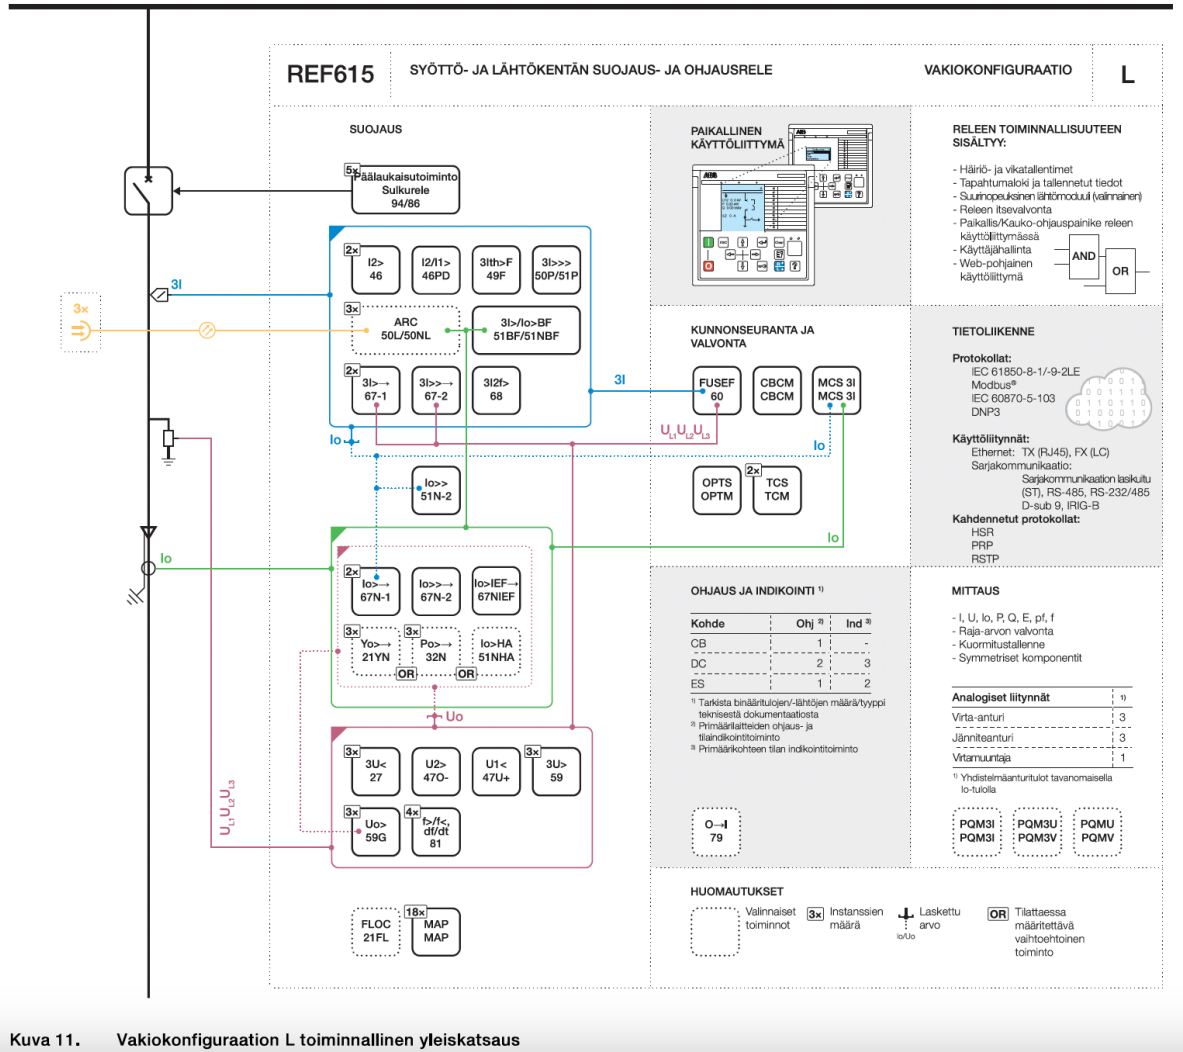 REF615
SYÖTTÖ- JA LÄHTÖKENTÄN SUOJAUS- JA OHJAUSRELE
VAKIOKONFIGURAATIO
L
SUOJAUS
5x
Päälaukaisutoiminto
Sulkurele
94/86
3I
3x
2x
I2>
46
I2/I1>
46PD
3Ith>F
49F
3I>>>
50P/51P
3x
ARC
50L/50NL
3I>/Io>BF
51BF/51NBF
2x
3I>→
67-1
3I>>→
67-2
3I2f>
68
Io
UL1UL2UL3
3I
Io>>
51N-2
Io
2x
Io>→
67N-1
Io>>→
67N-2
Io>IEF→
67NIEF
3x
Yo>→
21YN
OR
3x
Po>→
32N
OR
Io>HA
51NHA
Uo
UL1UL2UL3
3x
3U<
27
U2>
47O-
U1<
47U+
3x
3U>
59
3x
Uo>
59G
4x
f>/f<,
df/dt
81
FLOC
21FL
18x
MAP
MAP
PAIKALLINEN
KÄYTTÖLIITTYMÄ
ABB
ABB
KUNNONSEURANTA JA
VALVONTA
FUSEF
60
CBCM
CBCM
MCS 3I
MCS 3I
Io
OPTS
OPTM
2x
TCS
TCM
Io
OHJAUS JA INDIKOINTI 1)
Kohde Ohj 2) Ind 3)
CB 1 -
DC 2 3
ES 1 2
1) Tarkista binääritulojen/-lähtöjen määrä/tyyppi
teknisestä dokumentaatiosta
2) Primäärilaitteiden ohjaus- ja
tilaindikointitoiminto
3) Primäärikohteen tilan indikointitoiminto
O→I
79
RELEEN TOIMINNALLISUUTEEN
SISÄLTYY:
- Häiriö- ja vikatallentimet
- Tapahtumaloki ja tallennetut tiedot
- Suurinopeuksinen lähtömoduuli (valinnainen)
- Releen itsevalvonta
- Paikallis/Kauko-ohjauspainike releen
käyttöliittymässä
- Käyttäjähallinta
- Web-pohjainen
käyttöliittymä
AND
OR
TIETOLIIKENNE
Protokollat:
IEC 61850-8-1/-9-2LE
Modbus®
IEC 60870-5-103
DNP3
Käyttöliitynnät:
Ethernet: TX (RJ45), FX (LC)
Sarjakommunikaatio:
Sarjakommunikaation lasikuitu
(ST), RS-485, RS-232/485
D-sub 9, IRIG-B
Kahdennetut protokollat:
HSR
PRP
RSTP
MITTAUS
- I, U, Io, P, Q, E, pf, f
- Raja-arvon valvonta
- Kuormitustallenne
- Symmetriset komponentit
Analogiset liitynnät 1)
Virta-anturi 3
Jänniteanturi 3
Virtamuuntaja 1
1) Yhdistelmäanturitulot tavanomaisella
Io-tulolla
PQM3I
PQM3I
PQM3U
PQM3V
PQMU
PQMV
HUOMAUTUKSET
Valinnaiset
toiminnot
3x
Instanssien
määrä
Io/Uo
Laskettu
arvo
OR
Tilattaessa
määritettävä
vaihtoehtoinen
toiminto
Kuva 11. Vakiokonfiguraation L toiminnallinen yleiskatsaus